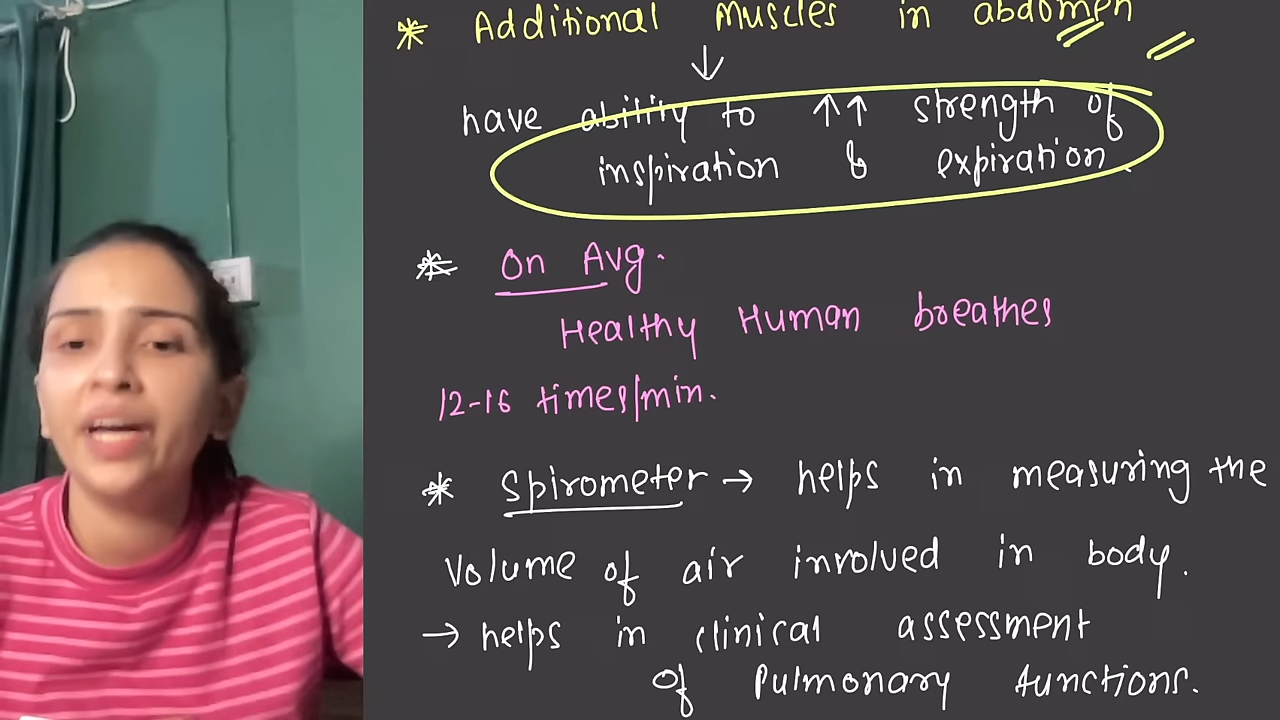 * Additional Muscles in abdomen
↓
have ability to ↑↑ strength of
inspiration & expiration
* On Avg.
Healthy Human breathes
12-16 times/min.
* Spirometer → helps in measuring the
Volume of air involved in body.
→ helps in clinical assessment
of Pulmonary functions.